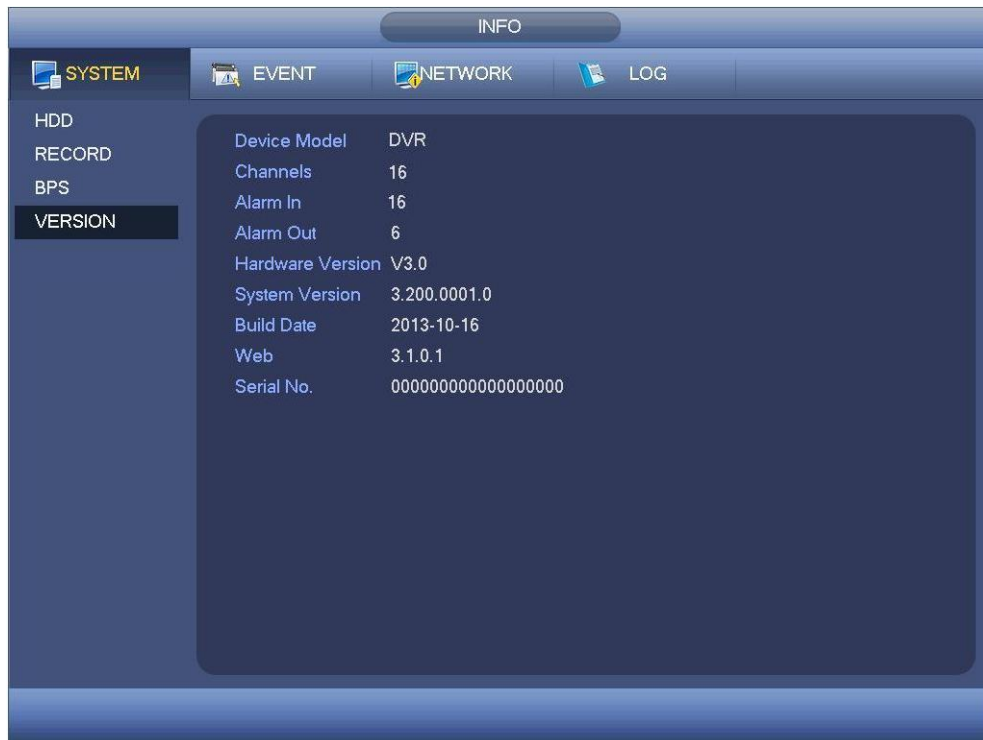 INFO
SYSTEM EVENT NETWORK LOG
HDD
RECORD
BPS
VERSION
Device Model DVR
Channels 16
Alarm In 16
Alarm Out 6
Hardware Version V3.0
System Version 3.200.0001.0
Build Date 2013-10-16
Web 3.1.0.1
Serial No. 000000000000000000